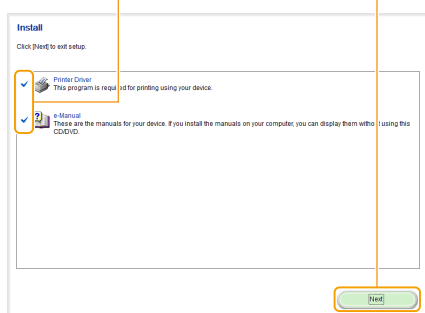 Install
Click [Next] to exit setup.
Printer Driver
This program is required for printing using your device.
e-Manual
These are the manuals for your device. If you install the manuals on your computer, you can display them without using this
CD/DVD.
Next